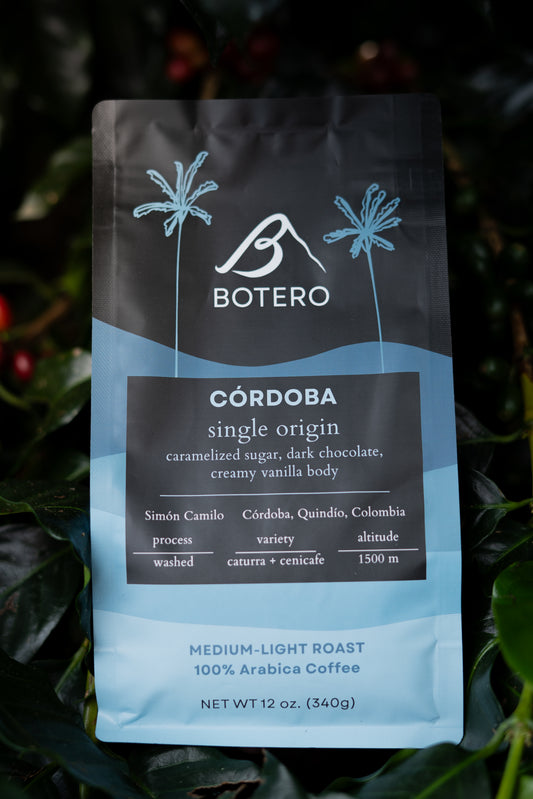 BOTERO
CÓRDOBA
single origin
caramelized sugar, dark chocolate,
creamy vanilla body
Simón Camilo Córdoba, Quindío, Colombia
process variety altitude
washed caturra + cenicafe 1500 m
MEDIUM-LIGHT ROAST
100% Arabica Coffee
NET WT 12 oz. (340g)